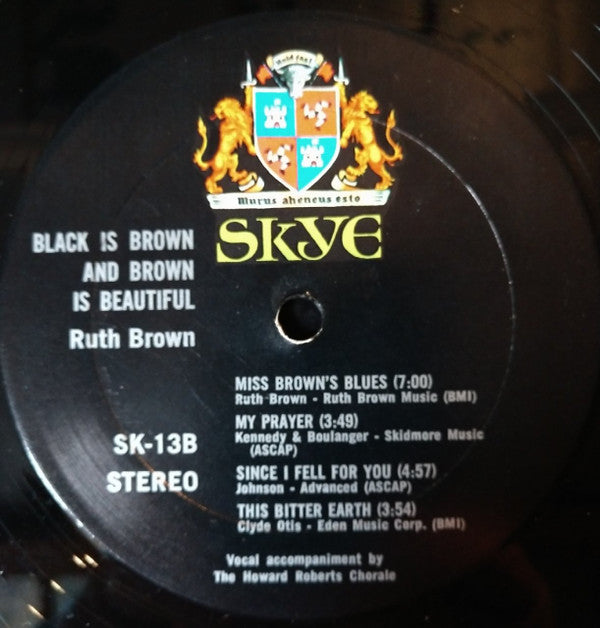 Hold fast
Murus aheneus esto
SKYE
BLACK IS BROWN
AND BROWN
IS BEAUTIFUL
Ruth Brown
MISS BROWN'S BLUES (7:00)
Ruth Brown - Ruth Brown Music (BMI)
MY PRAYER (3:49)
Kennedy & Boulanger - Skidmore Music
(ASCAP)
SK-13B
STEREO
SINCE I FELL FOR YOU (4:57)
Johnson - Advanced (ASCAP)
THIS BITTER EARTH (3:54)
Clyde Otis - Eden Music Corp. (BMI)
Vocal accompaniment by
The Howard Roberts Chorale